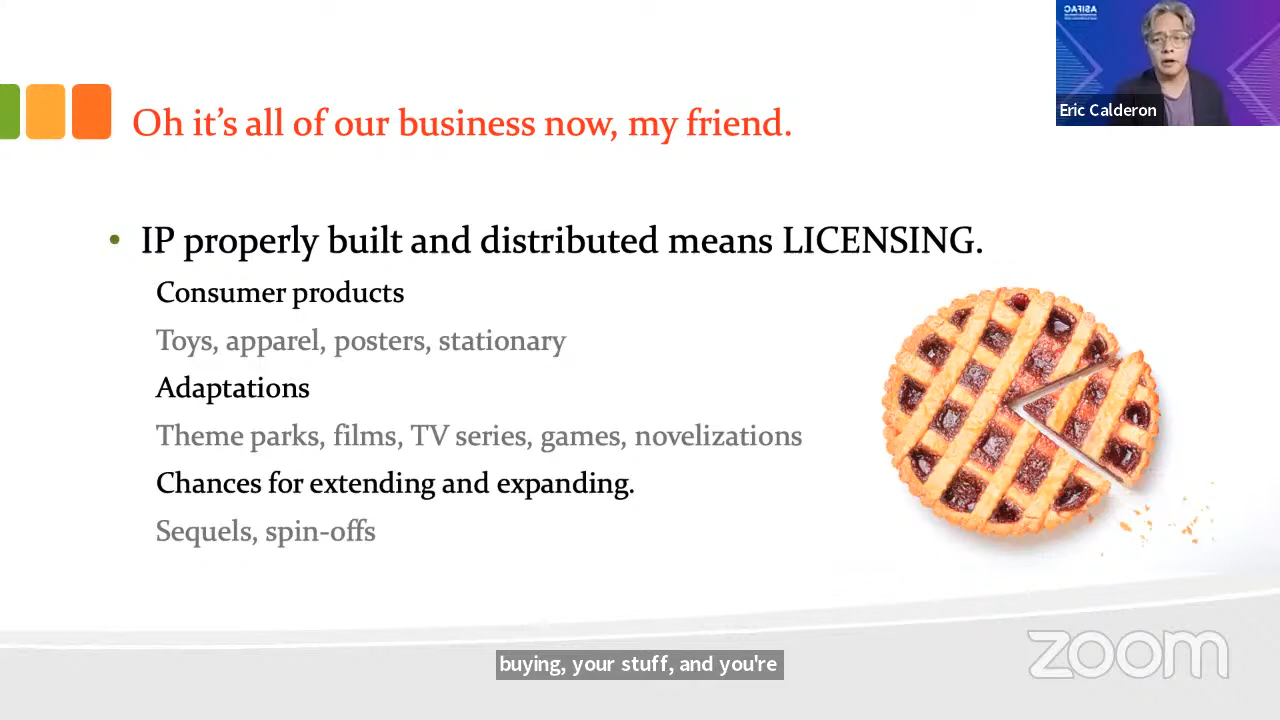 ASIFAC
Eric Calderon
Oh it's all of our business now, my friend.
• IP properly built and distributed means LICENSING.
Consumer products
Toys, apparel, posters, stationary
Adaptations
Theme parks, films, TV series, games, novelizations
Chances for extending and expanding.
Sequels, spin-offs
buying, your stuff, and you're
zoom